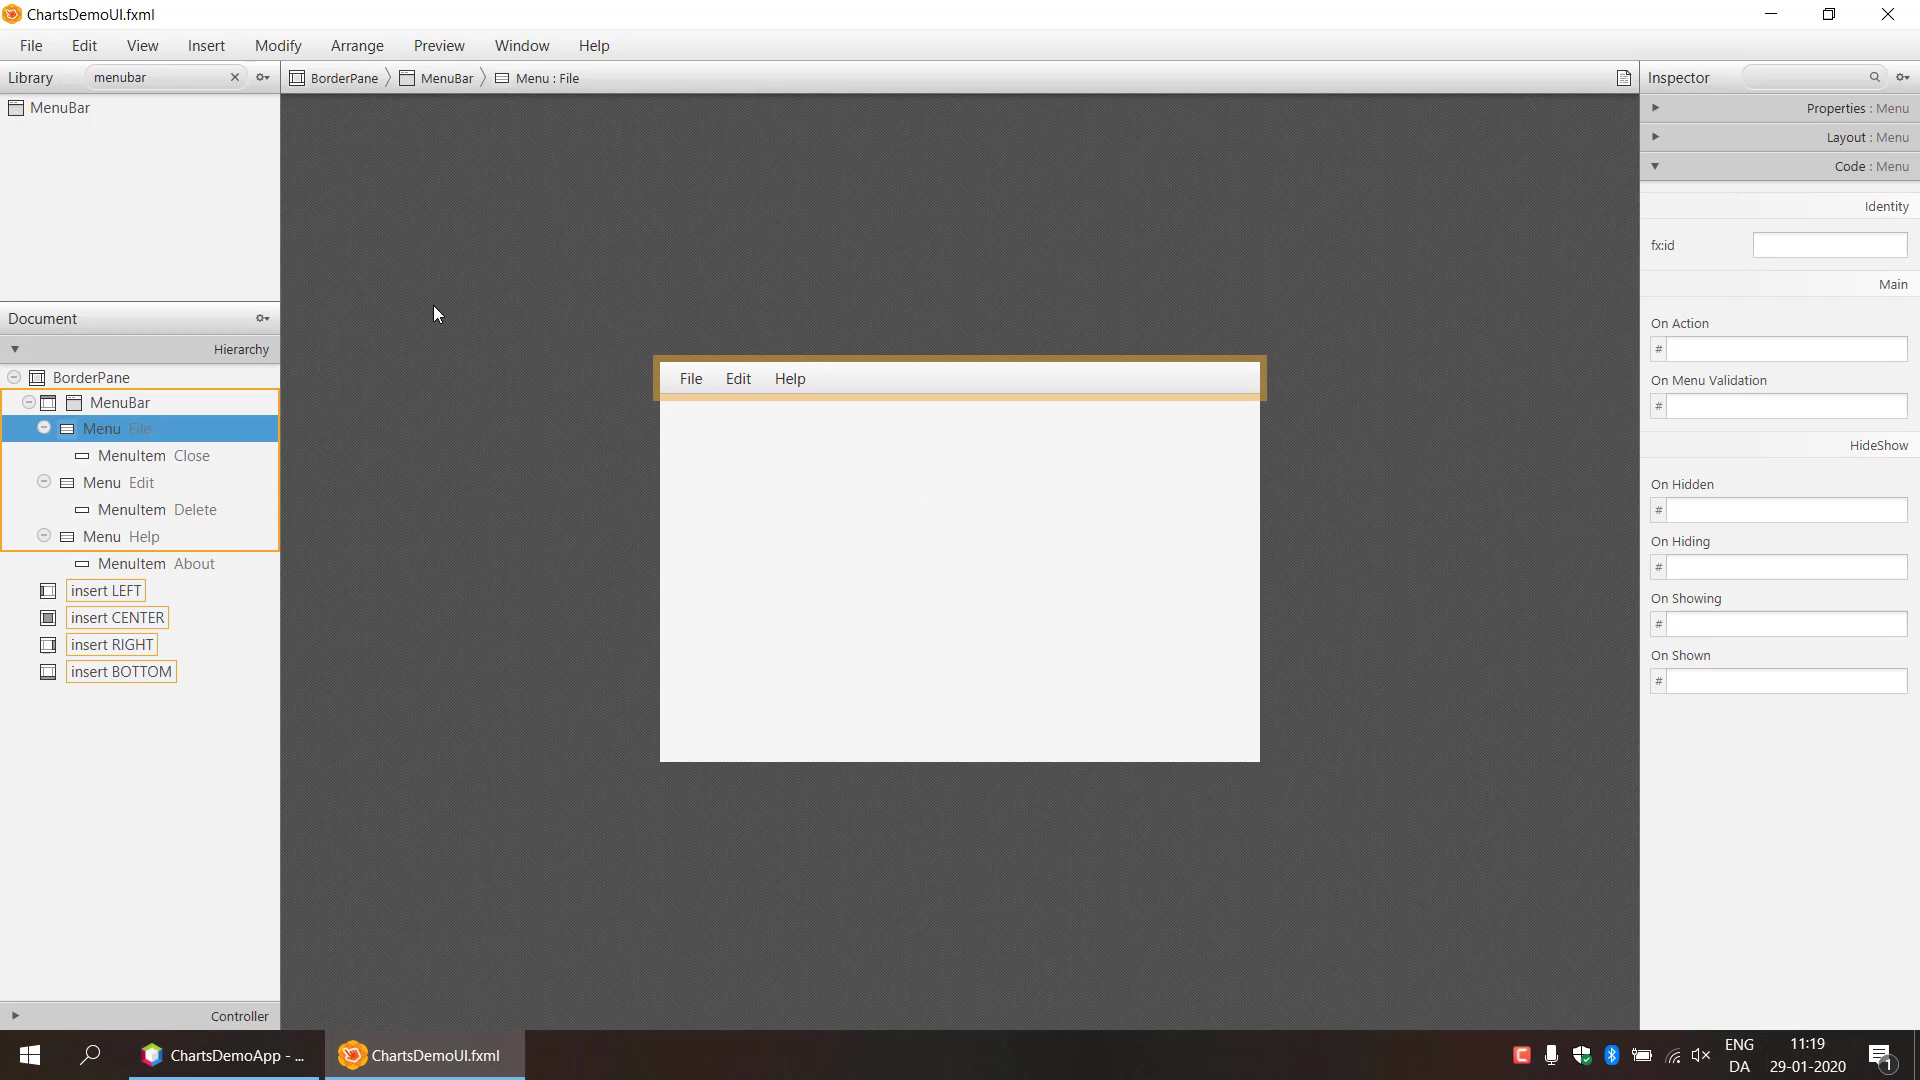 ChartsDemoUI.fxml
File Edit View Insert Modify Arrange Preview Window Help
Library menubar
BorderPane MenuBar Menu : File
Inspector
MenuBar
Properties : Menu
Layout : Menu
Code : Menu
Identity
fx:id
Main
On Action
#
On Menu Validation
#
HideShow
On Hidden
#
On Hiding
#
On Showing
#
On Shown
#
Document
Hierarchy
BorderPane
MenuBar
Menu File
MenuItem Close
Menu Edit
MenuItem Delete
Menu Help
MenuItem About
insert LEFT
insert CENTER
insert RIGHT
insert BOTTOM
File Edit Help
Controller
ChartsDemoApp - ...
ChartsDemoUI.fxml
ENG
DA
11:19
29-01-2020
1